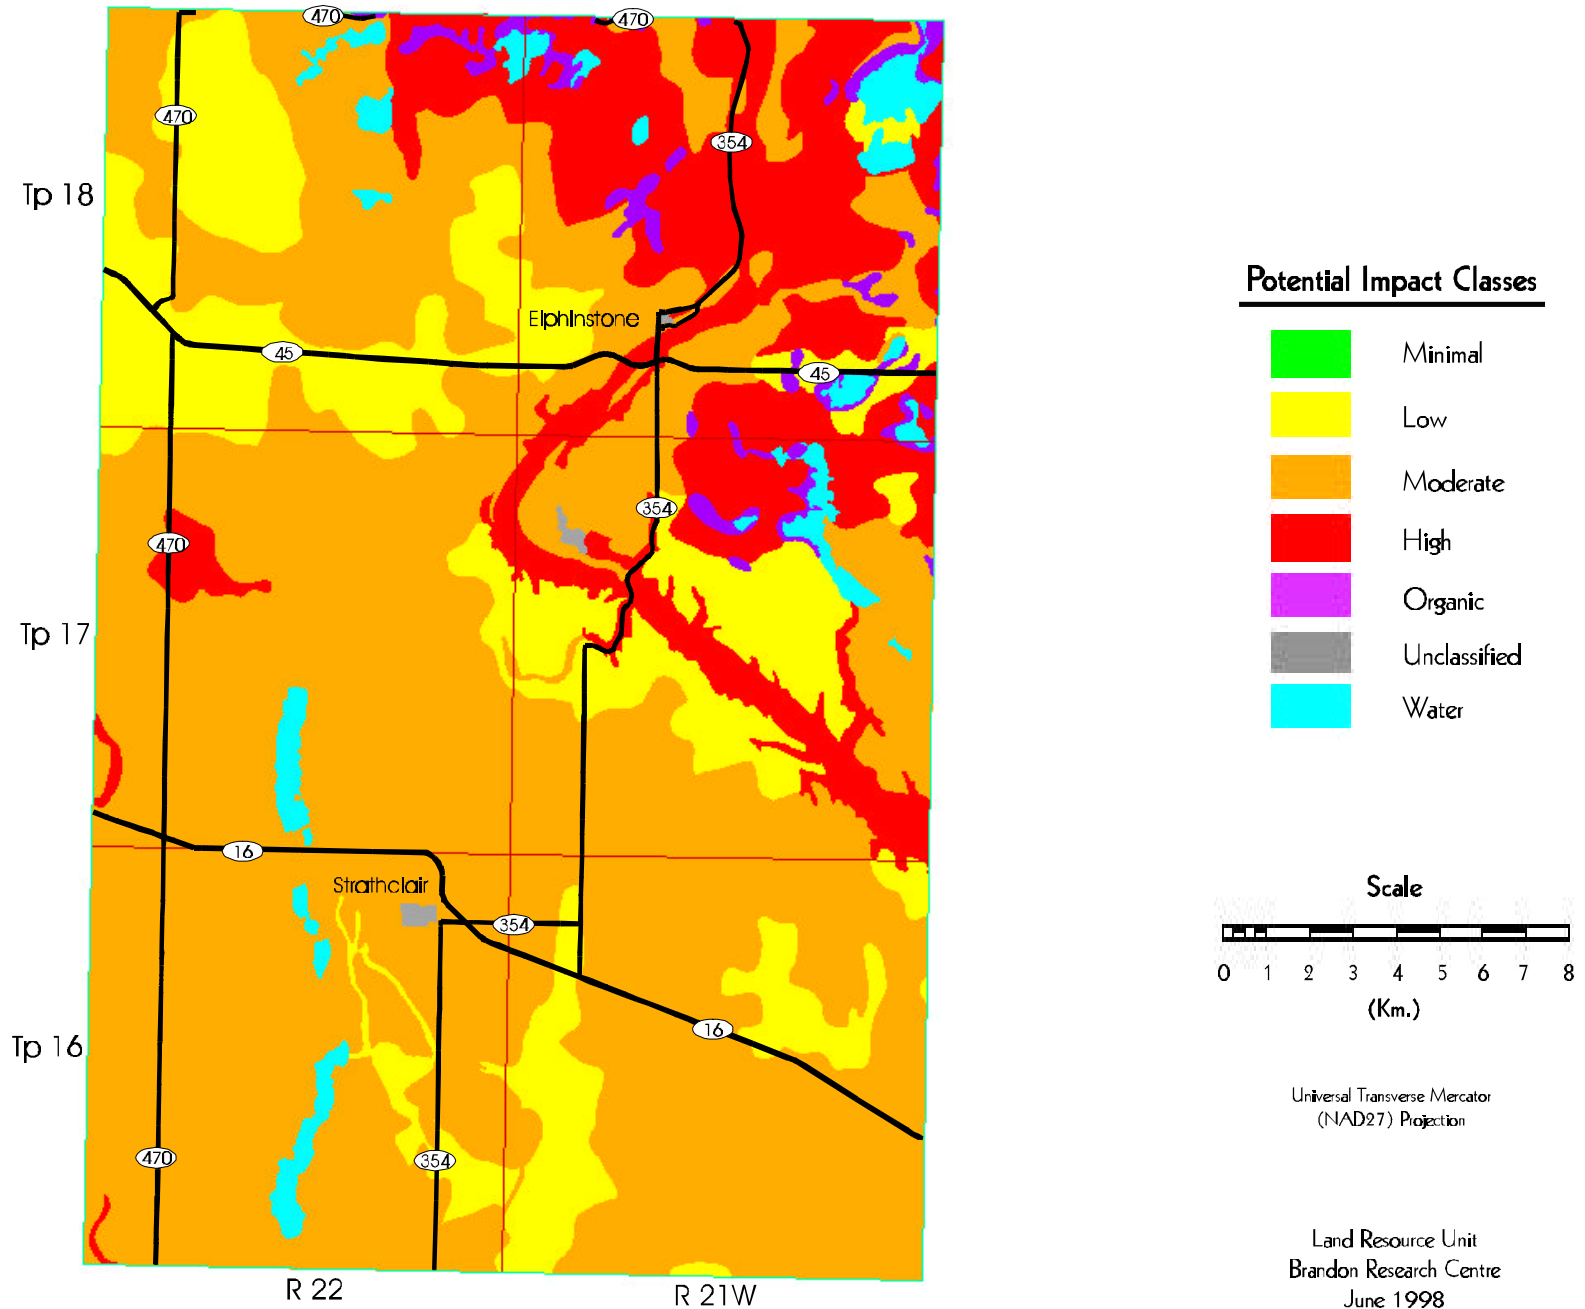 470
470
470
354
Tp 18
Elphinstone
45
45
354
470
Tp 17
16
Strathclair
354
16
Tp 16
470
354
R 22
R 21W
Potential Impact Classes
Minimal
Low
Moderate
High
Organic
Unclassified
Water
Scale
0 1 2 3 4 5 6 7 8
(Km.)
Universal Transverse Mercator
(NAD27) Projection
Land Resource Unit
Brandon Research Centre
June 1998